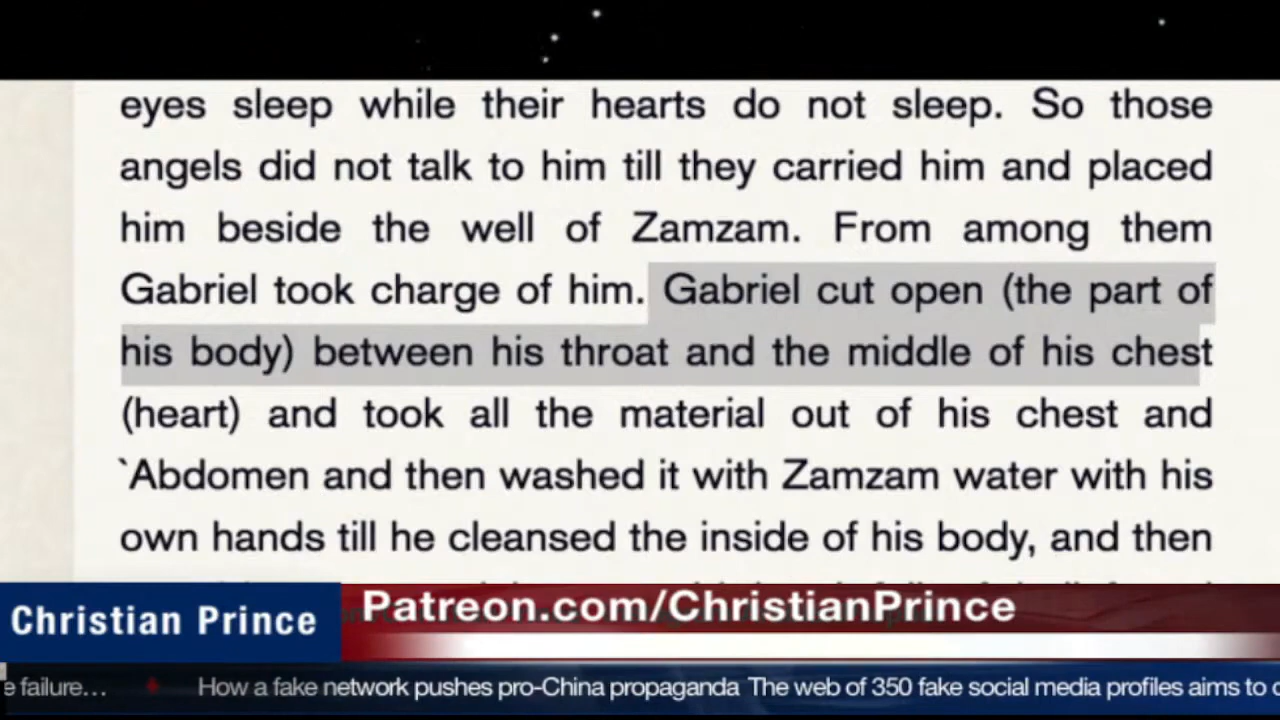 eyes sleep while their hearts do not sleep. So those
angels did not talk to him till they carried him and placed
him beside the well of Zamzam. From among them
Gabriel took charge of him. Gabriel cut open (the part of
his body) between his throat and the middle of his chest
(heart) and took all the material out of his chest and
`Abdomen and then washed it with Zamzam water with his
own hands till he cleansed the inside of his body, and then
Christian Prince
Patreon.com/ChristianPrince
e failure... How a fake network pushes pro-China propaganda The web of 350 fake social media profiles aims to